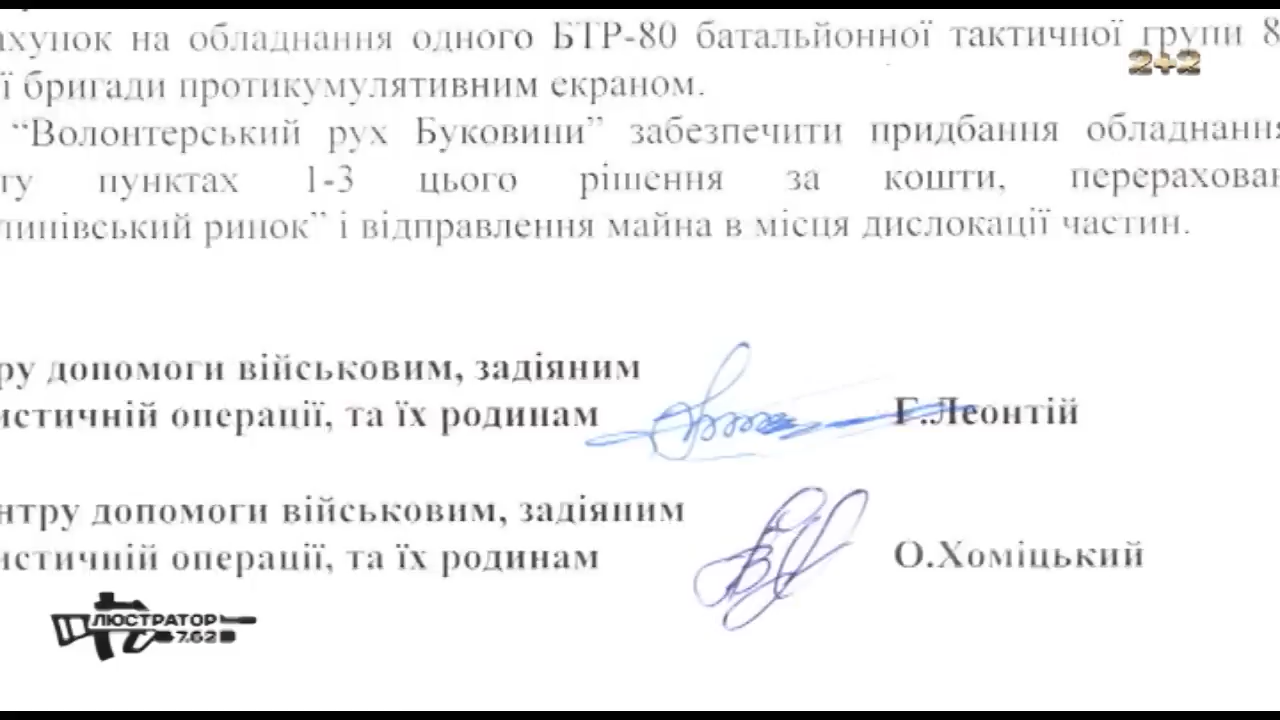 ахунок на обладнання одного БТР-80 батальйонної тактичної групи 8
ї бригади протикумулятивним екраном.
2+2
“Волонтерський рух Буковини” забезпечити придбання обладнання
гу пунктах 1-3 цього рішення за кошти, перерахован
липівський ринок” і відправлення майна в місця дислокації частин.
ру допомоги військовим, задіяним
истичній операції, та їх родинам Г.Леонтій
нтру допомоги військовим, задіяним
истичній операції, та їх родинам О.Хоміцький
ЛЮСТРАТОР
7.62